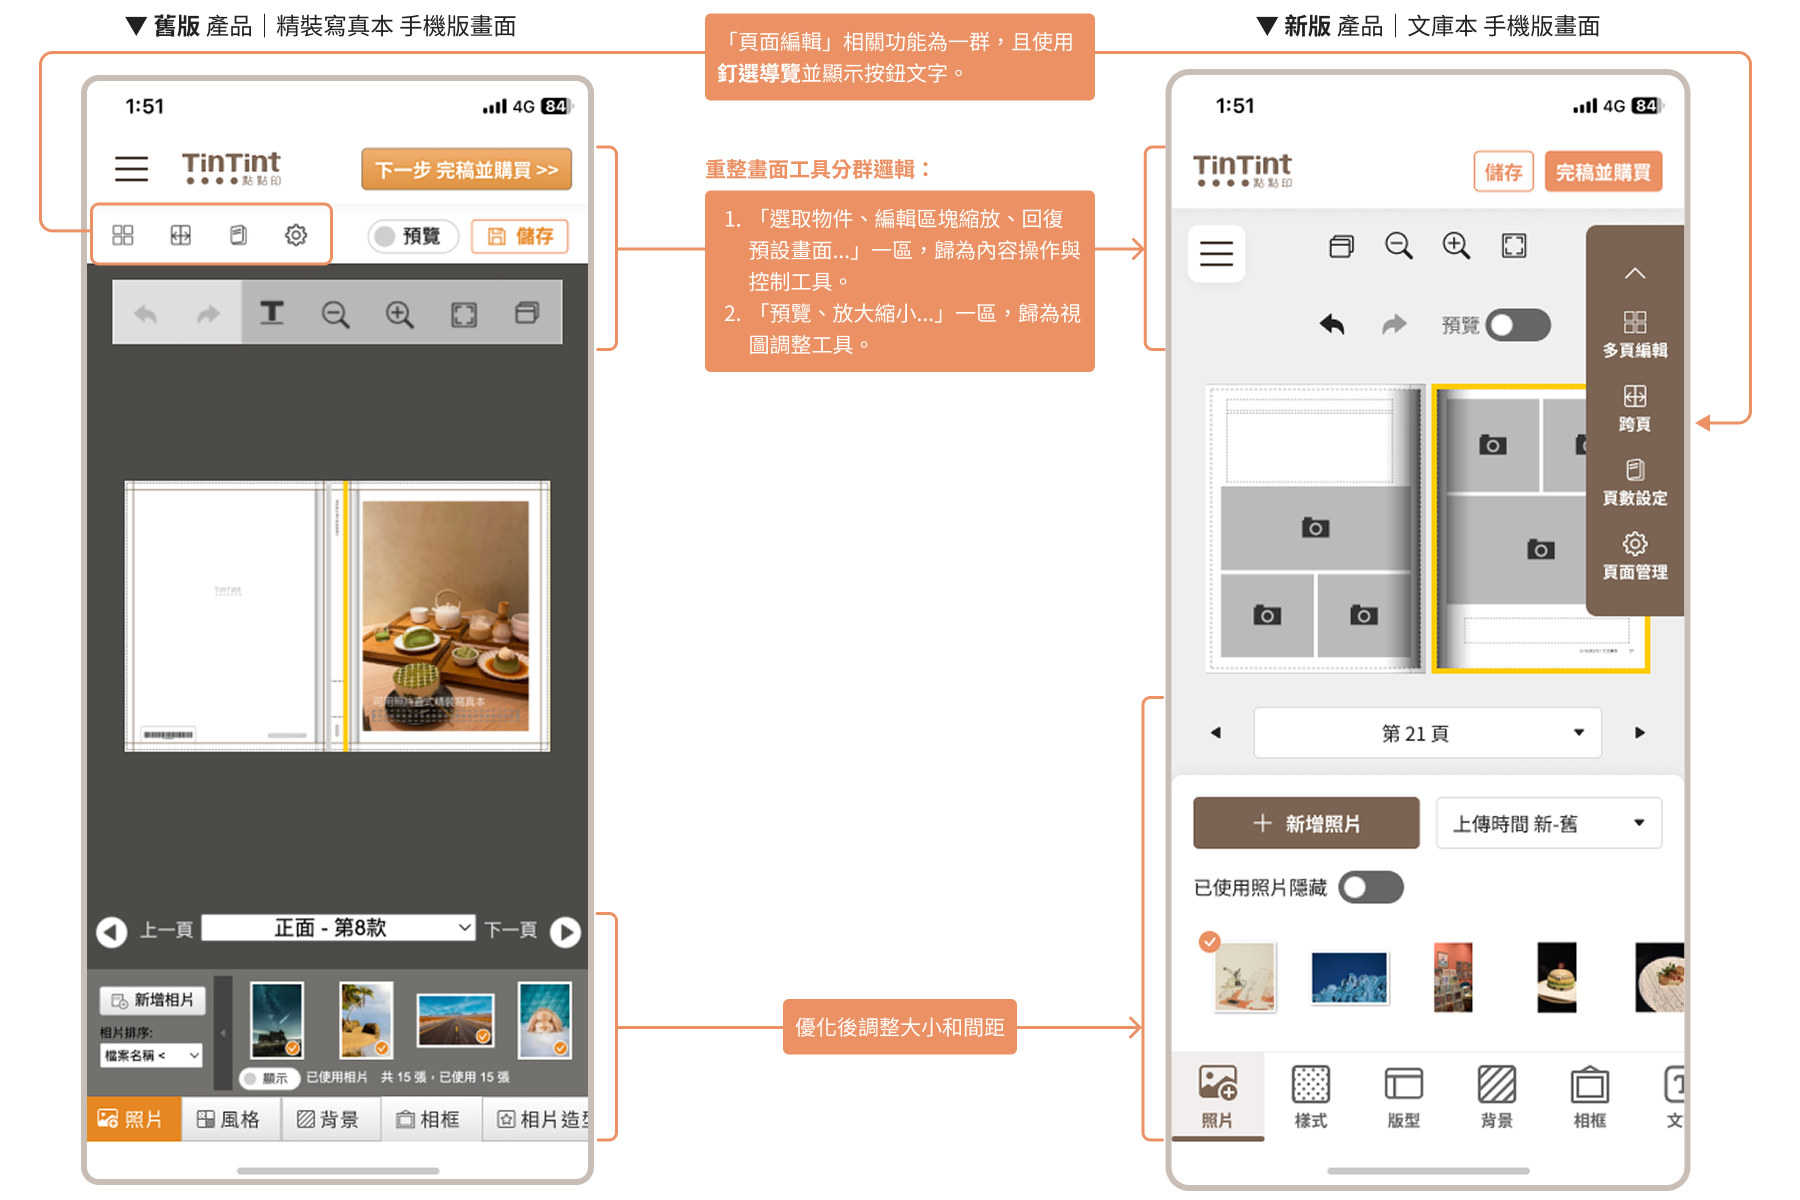 ▼ 舊版 產品｜精裝寫真本 手機版畫面
「頁面編輯」相關功能為一群，且使用
釘選導覽並顯示按鈕文字。
▼ 新版 產品｜文庫本 手機版畫面
1:51
4G 84
TinTint
點點印
下一步 完稿並購買 >>
預覽
儲存
T
TinTint
可用照片直式精裝寫真本
上一頁
正面 - 第8款
下一頁
新增相片
相片排序:
檔案名稱 <
顯示
已使用相片 共 15 張，已使用 15 張
照片
風格
背景
相框
相片造型
重整畫面工具分群邏輯：
1. 「選取物件、編輯區塊縮放、回復
預設畫面...」一區，歸為內容操作與
控制工具。
2. 「預覽、放大縮小...」一區，歸為視
圖調整工具。
優化後調整大小和間距
1:51
4G 84
TinTint
點點印
儲存
完稿並購買
預覽
多頁編輯
跨頁
頁數設定
頁面管理
第 21 頁
＋ 新增照片
上傳時間 新-舊
已使用照片隱藏
照片
樣式
版型
背景
相框
文